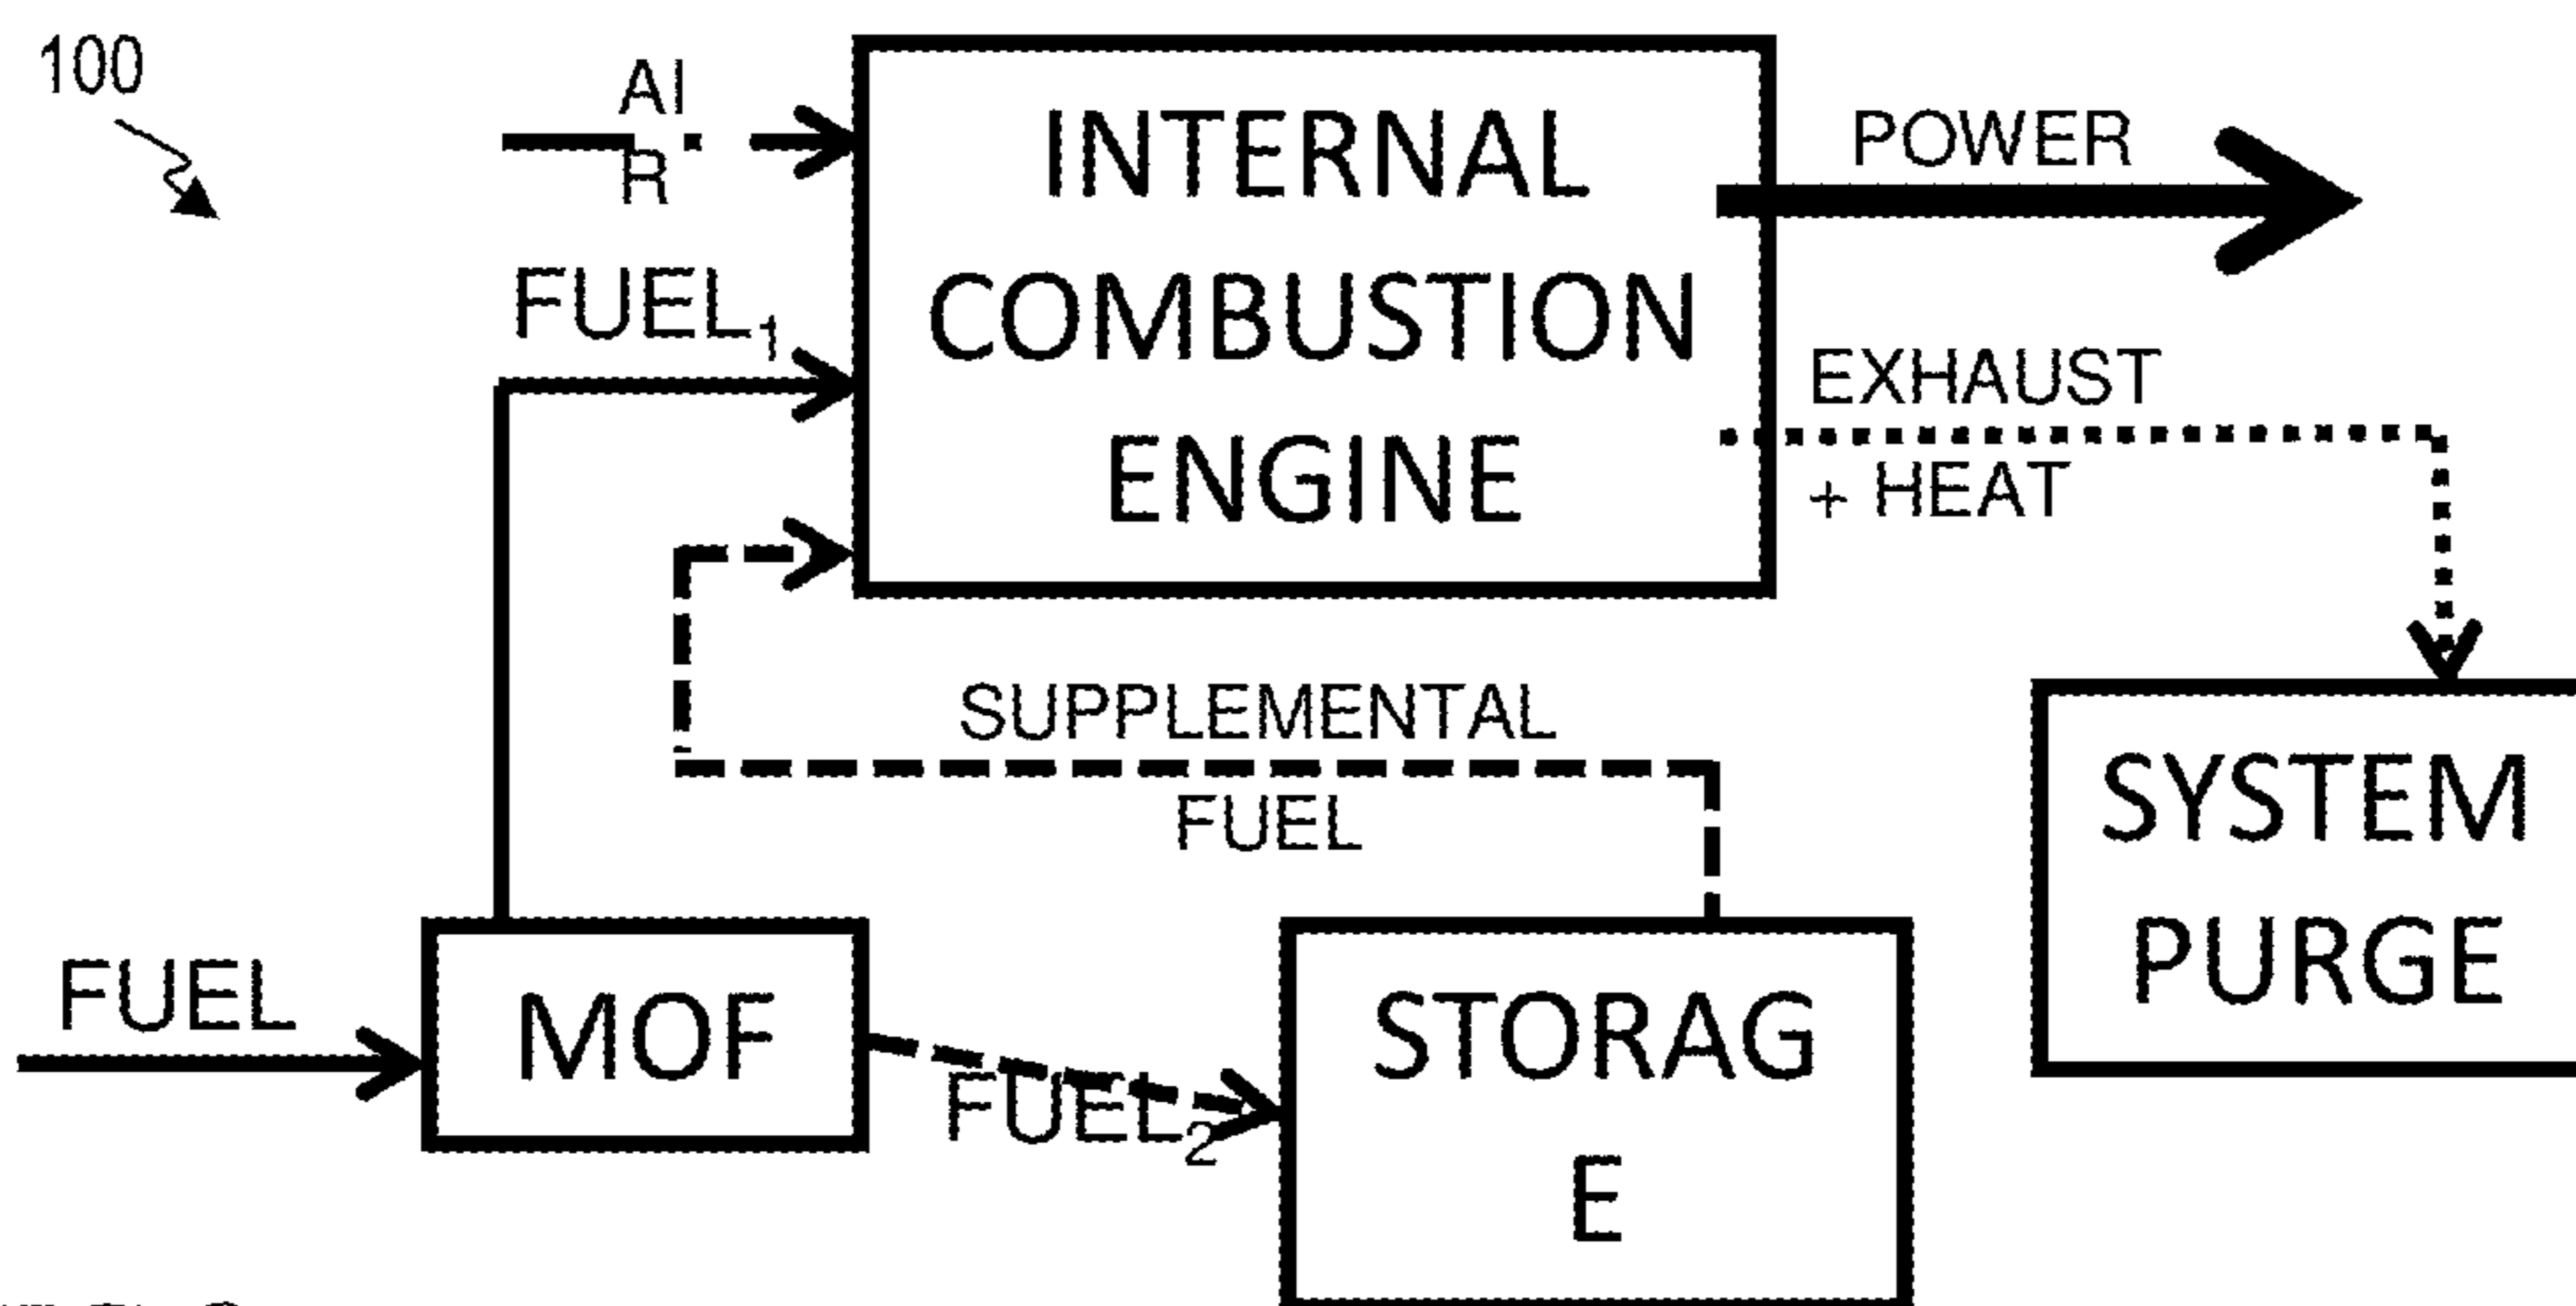 100
AI
R
INTERNAL
COMBUSTION
ENGINE
POWER
FUEL₁
EXHAUST
+ HEAT
SUPPLEMENTAL
FUEL
SYSTEM
PURGE
FUEL
MOF
FUEL₂
STORAG
E